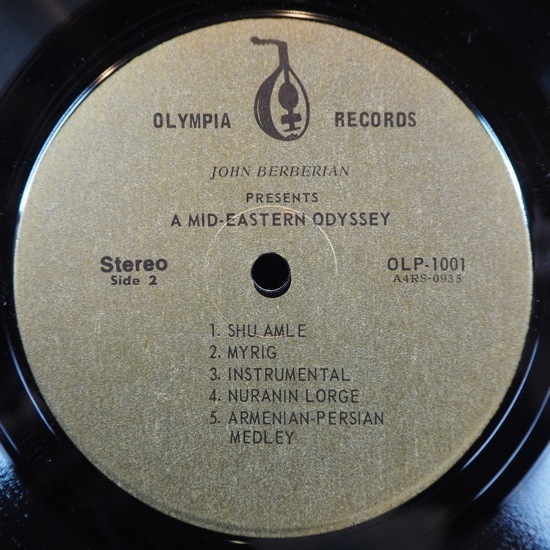 OLYMPIA RECORDS
JOHN BERBERIAN
PRESENTS
A MID-EASTERN ODYSSEY
Stereo OLP-1001
Side 2 A4RS-0935
1. SHU AMLE
2. MYRIG
3. INSTRUMENTAL
4. NURANIN LORGE
5. ARMENIAN-PERSIAN
MEDLEY